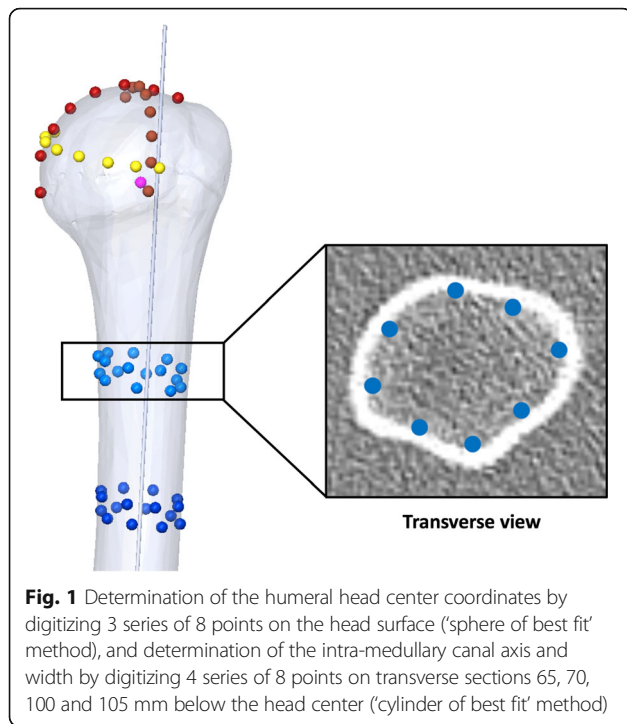 Transverse view
Fig. 1 Determination of the humeral head center coordinates by
digitizing 3 series of 8 points on the head surface (‘sphere of best fit’
method), and determination of the intra-medullary canal axis and
width by digitizing 4 series of 8 points on transverse sections 65, 70,
100 and 105 mm below the head center (‘cylinder of best fit’ method)